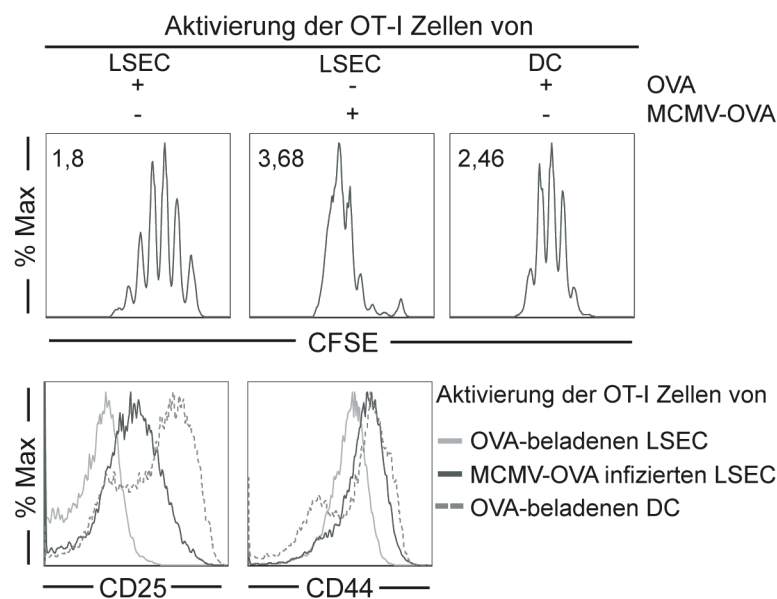 Aktivierung der OT-I Zellen von
LSEC LSEC DC
+ - + OVA
- + - MCMV-OVA
1,8 3,68 2,46
% Max
CFSE
% Max
CD25 CD44
Aktivierung der OT-I Zellen von
OVA-beladenen LSEC
MCMV-OVA infizierten LSEC
OVA-beladenen DC